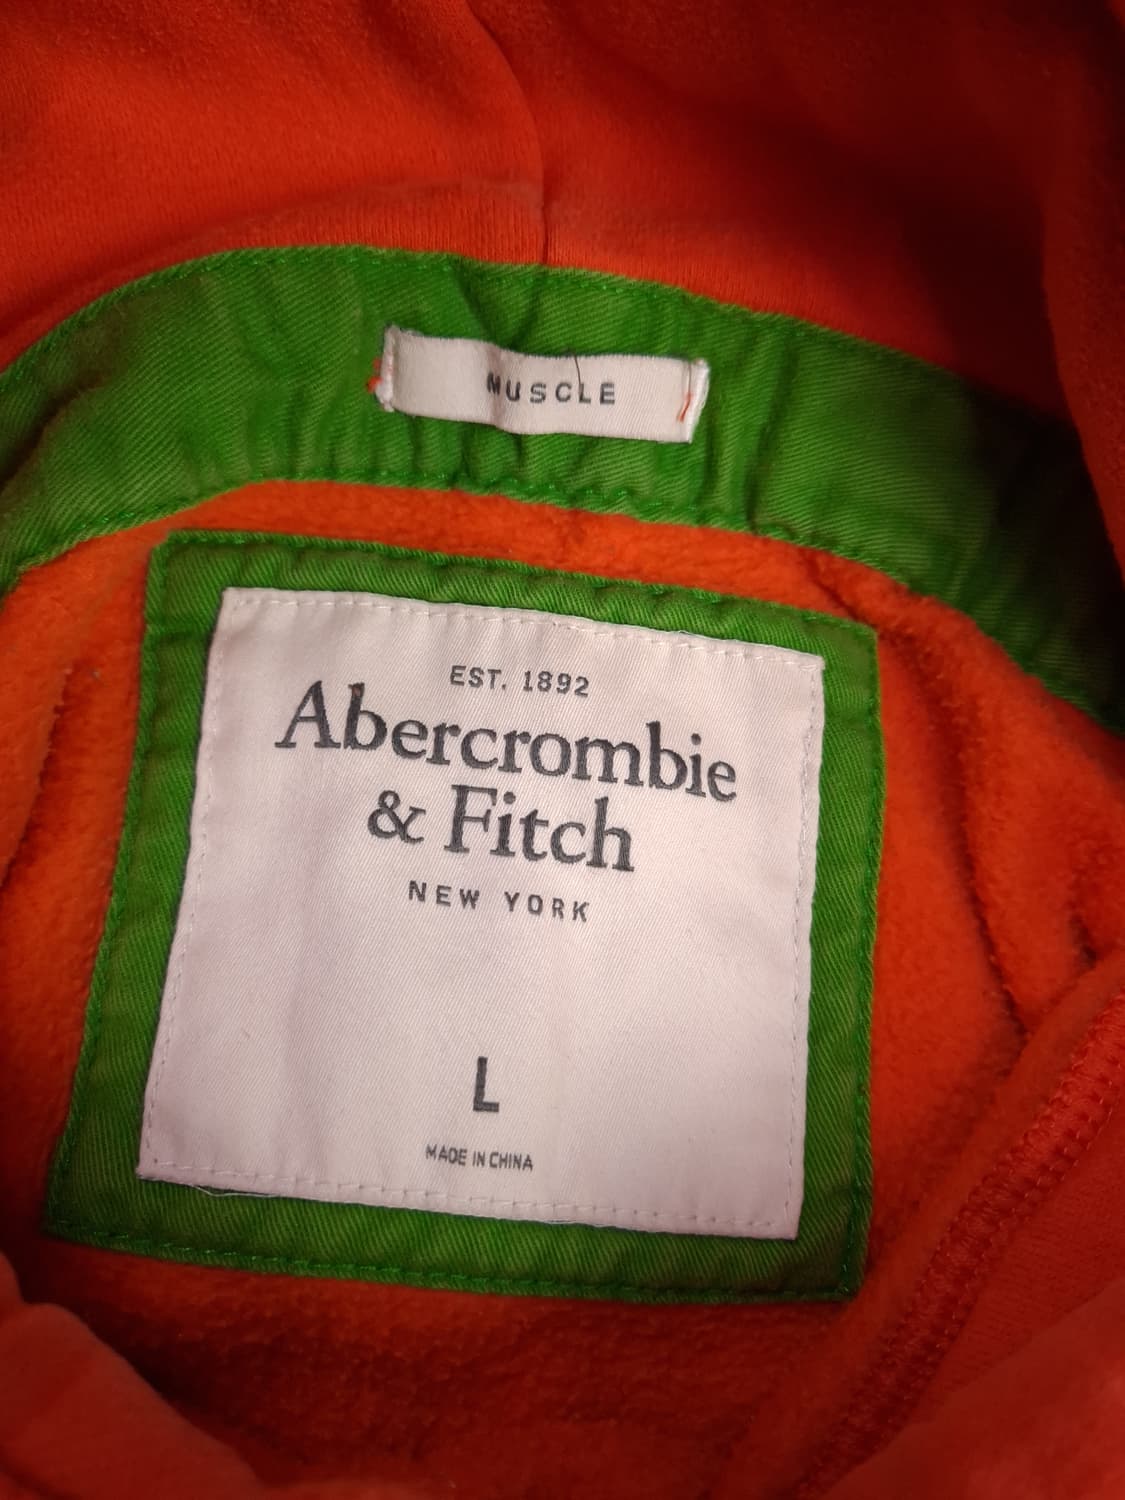 MUSCLE
EST. 1892
Abercrombie
& Fitch
NEW YORK
L
MADE IN CHINA